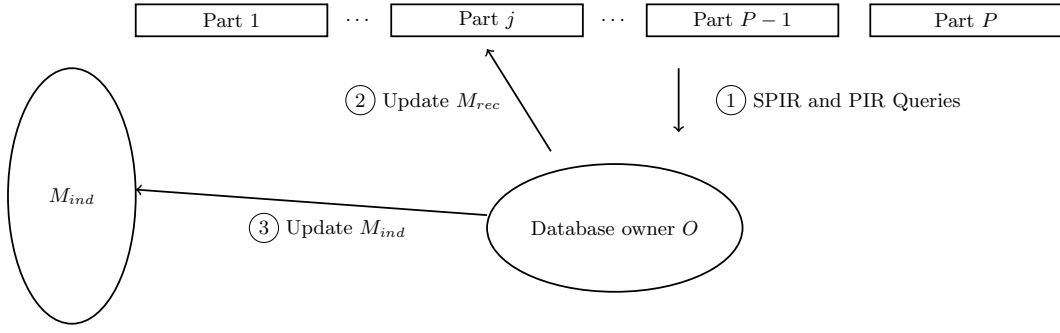 Part 1 ⋯ Part j ⋯ Part P − 1 Part P
② Update M_rec ① SPIR and PIR Queries
M_ind
③ Update M_ind Database owner O